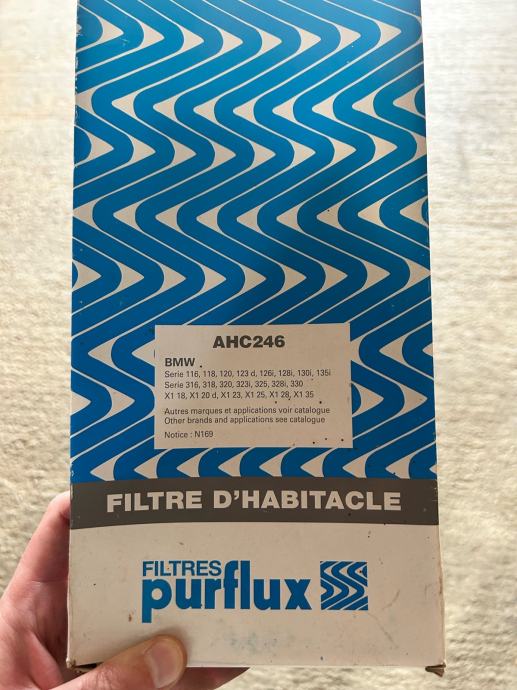 AHC246
BMW
Serie 116, 118, 120, 123 d, 126i, 128i, 130i, 135i
Serie 316, 318, 320, 323i, 325, 328i, 330
X1 18, X1 20 d, X1 23, X1 25, X1 28, X1 35
Autres marques et applications voir catalogue
Other brands and applications see catalogue
Notice : N169
FILTRE D'HABITACLE
FILTRES
purflux